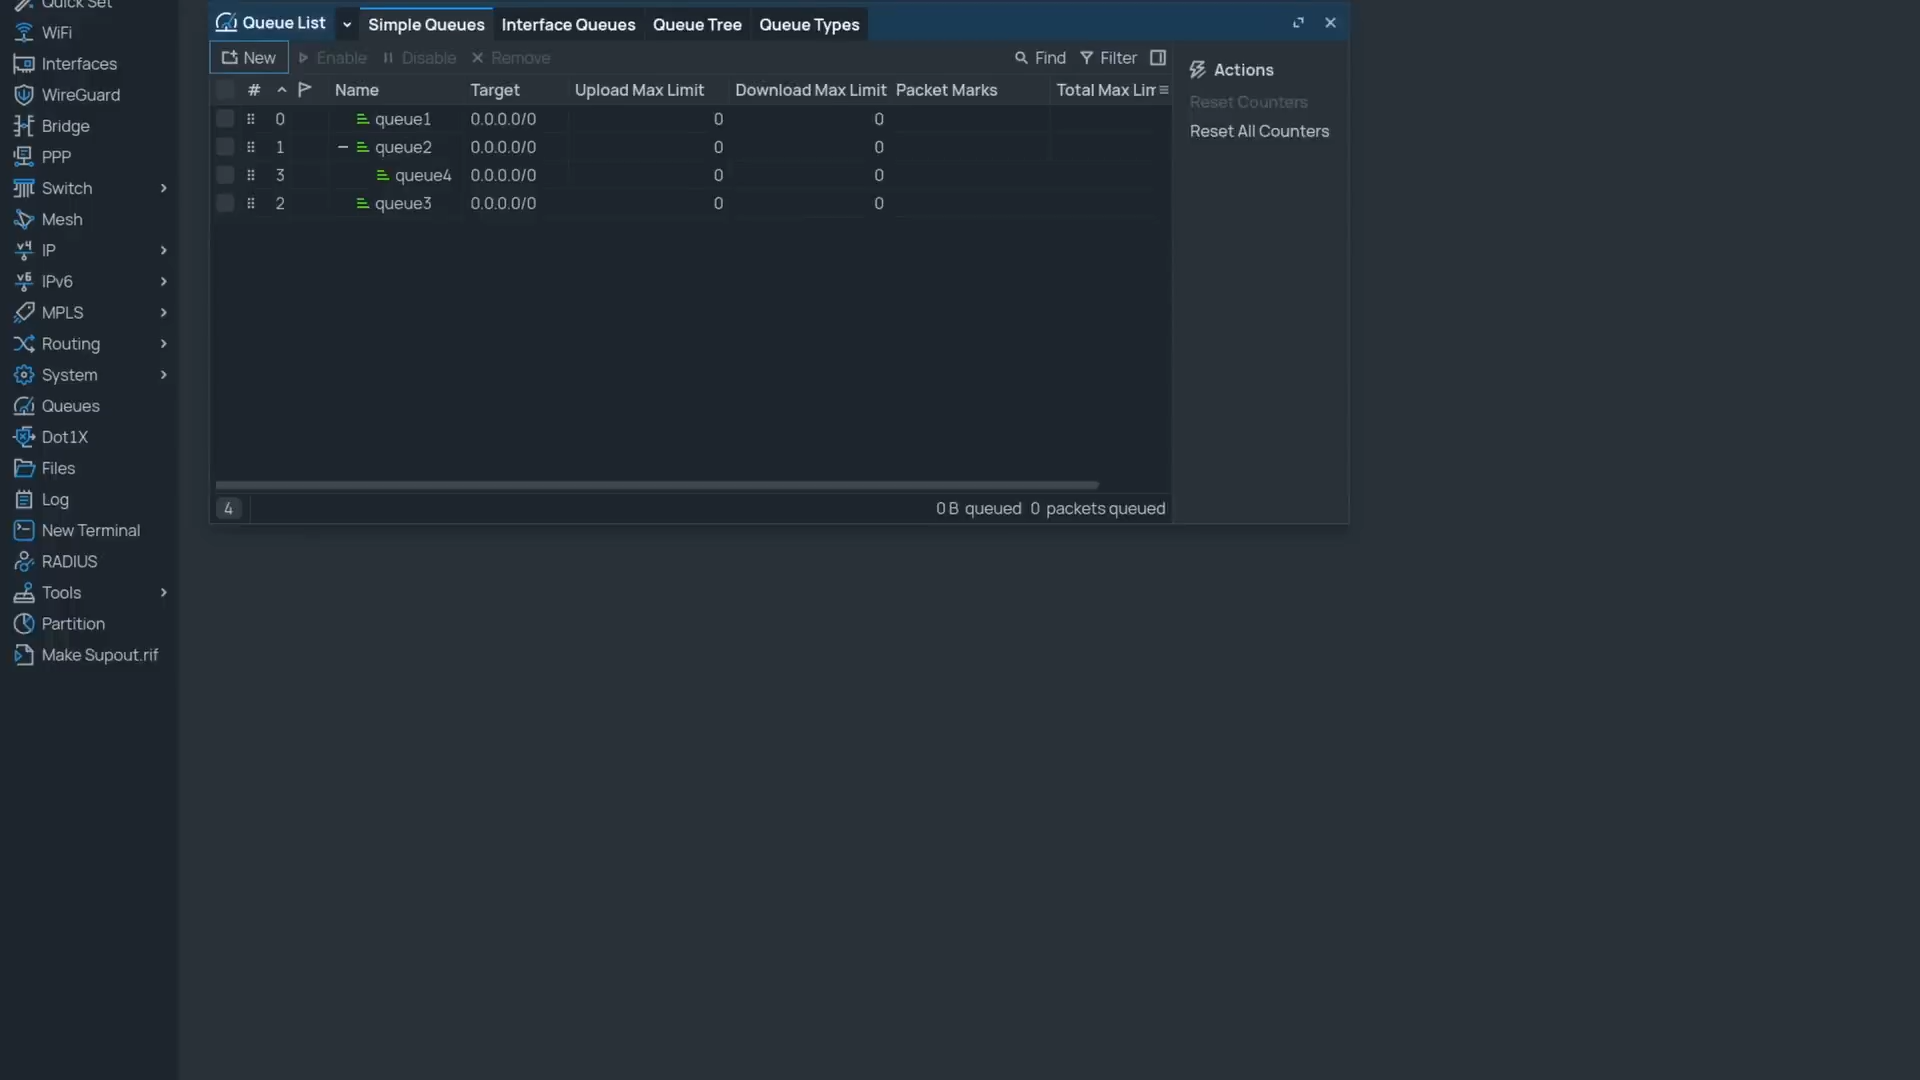 Quick Set
WiFi
Interfaces
WireGuard
Bridge
PPP
Switch
Mesh
IP
IPv6
MPLS
Routing
System
Queues
Dot1X
Files
Log
New Terminal
RADIUS
Tools
Partition
Make Supout.rif
Queue List Simple Queues Interface Queues Queue Tree Queue Types
New Enable Disable Remove Find Filter
# Name Target Upload Max Limit Download Max Limit Packet Marks Total Max Lim
0 queue1 0.0.0.0/0 0 0
1 queue2 0.0.0.0/0 0 0
3 queue4 0.0.0.0/0 0 0
2 queue3 0.0.0.0/0 0 0
4 0 B queued 0 packets queued
Actions
Reset Counters
Reset All Counters